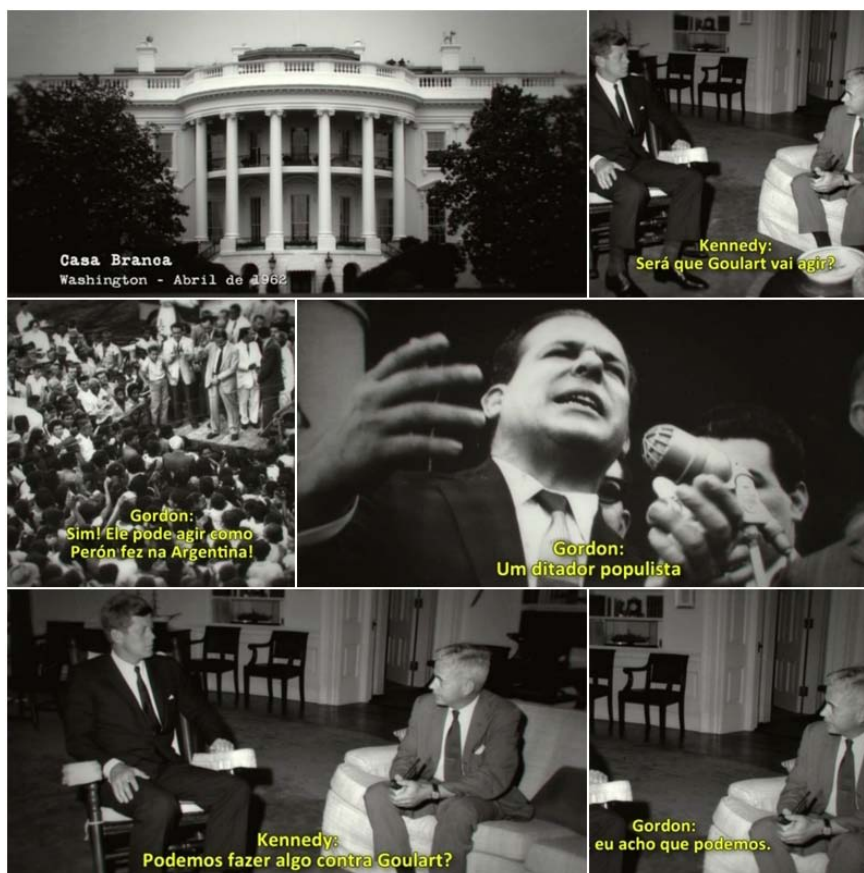 Casa Branca
Washington - Abril de 1962
Kennedy:
Será que Goulart vai agir?
Gordon:
Sim! Ele pode agir como
Perón fez na Argentina!
Gordon:
Um ditador populista
Kennedy:
Podemos fazer algo contra Goulart?
Gordon:
eu acho que podemos.